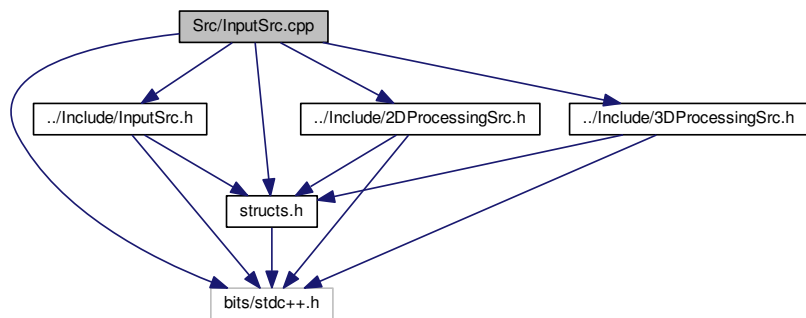 Src/InputSrc.cpp
../Include/InputSrc.h
../Include/2DProcessingSrc.h
../Include/3DProcessingSrc.h
structs.h
bits/stdc++.h